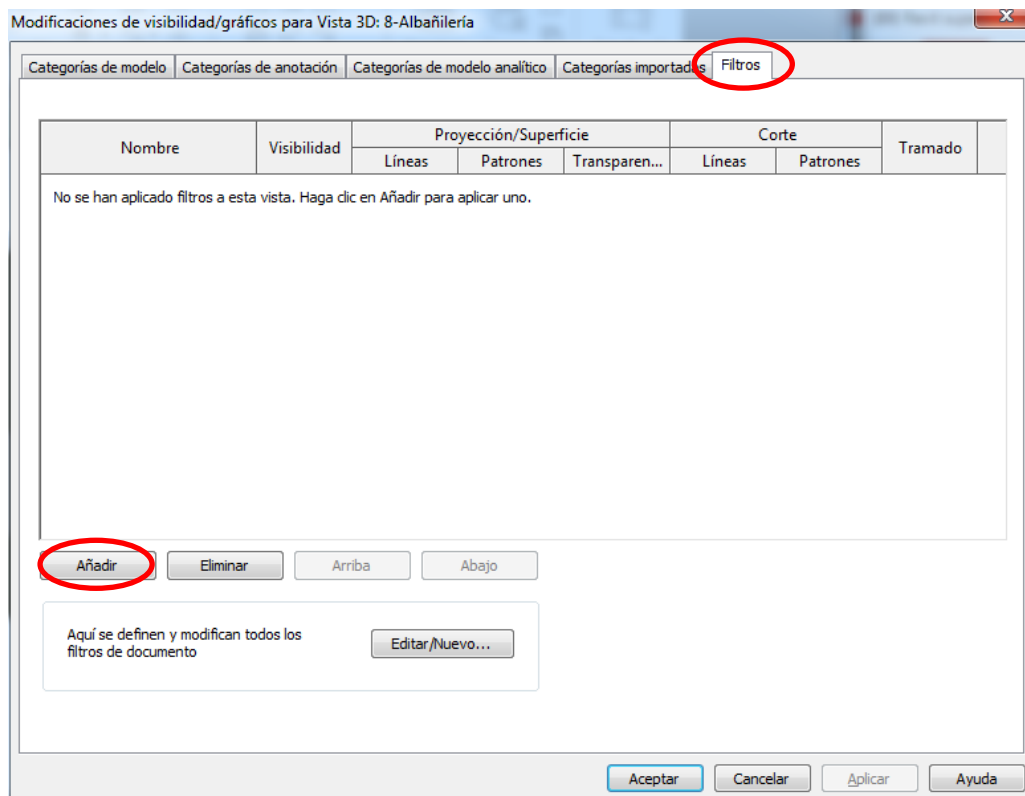 Modificaciones de visibilidad/gráficos para Vista 3D: 8-Albañilería
Categorías de modelo Categorías de anotación Categorías de modelo analítico Categorías importadas Filtros
Nombre Visibilidad Proyección/Superficie Corte Tramado
Líneas Patrones Transparen... Líneas Patrones
No se han aplicado filtros a esta vista. Haga clic en Añadir para aplicar uno.
Añadir Eliminar Arriba Abajo
Aquí se definen y modifican todos los
filtros de documento
Editar/Nuevo...
Aceptar Cancelar Aplicar Ayuda